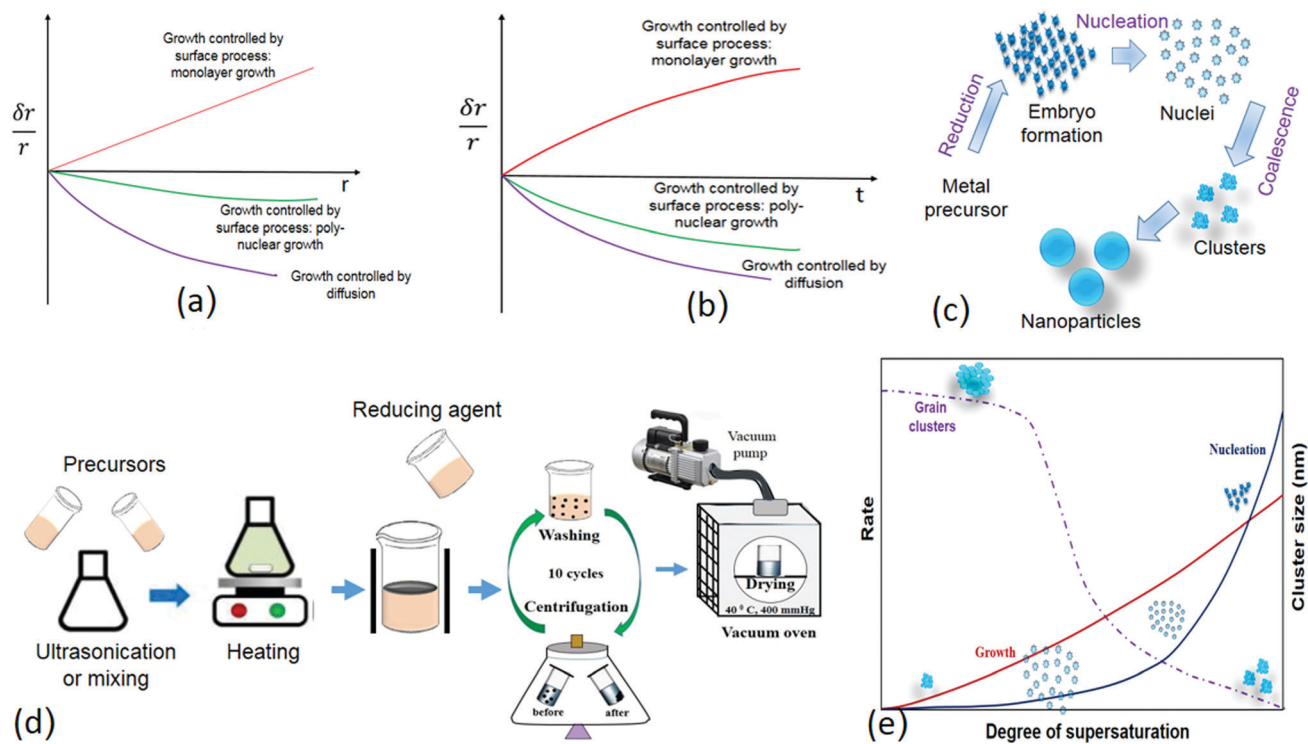 Growth controlled by
surface process:
monolayer growth
δr
r
r
Growth controlled by
surface process: poly-
nuclear growth
Growth controlled by
diffusion
(a)
Growth controlled by
surface process:
monolayer growth
δr
r
t
Growth controlled by
surface process: poly-
nuclear growth
Growth controlled by
diffusion
(b)
Nucleation
Reduction
Embryo
formation
Nuclei
Coalescence
Metal
precursor
Clusters
Nanoparticles
(c)
Precursors
Ultrasonication
or mixing
Heating
Reducing agent
Washing
10 cycles
Centrifugation
before
after
Vacuum
pump
Drying
40 ⁰ C, 400 mmHg
Vacuum oven
(d)
Rate
Grain
clusters
Nucleation
Growth
Cluster size (nm)
Degree of supersaturation
(e)